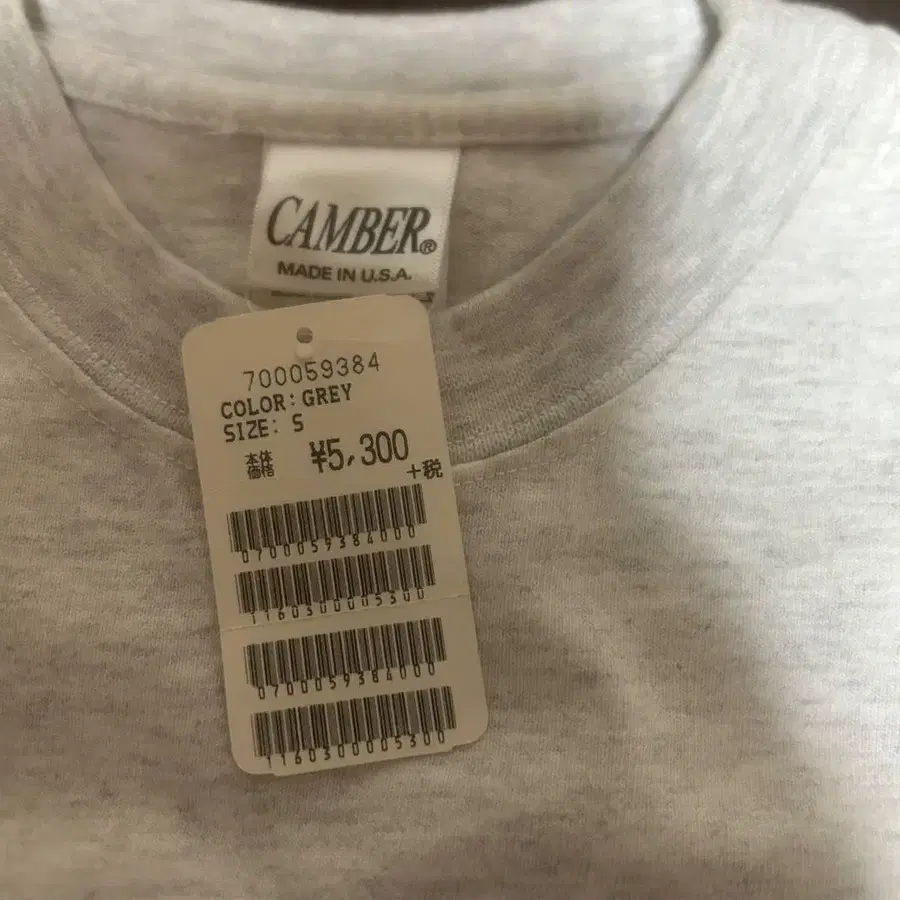 CAMBER®
MADE IN U.S.A.
700059384
COLOR: GREY
SIZE: S
本体
価格
¥5,300
+税
0700059384000
1160300005300
0700059384000
1160300005300